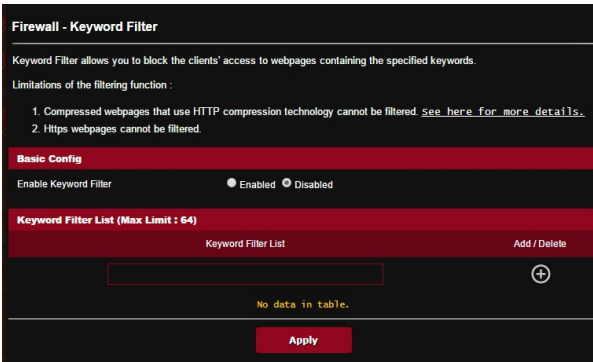 Firewall - Keyword Filter
Keyword Filter allows you to block the clients' access to webpages containing the specified keywords.
Limitations of the filtering function :
1. Compressed webpages that use HTTP compression technology cannot be filtered. See here for more details.
2. Https webpages cannot be filtered.
Basic Config
Enable Keyword Filter Enabled Disabled
Keyword Filter List (Max Limit : 64)
Keyword Filter List Add / Delete
No data in table.
Apply